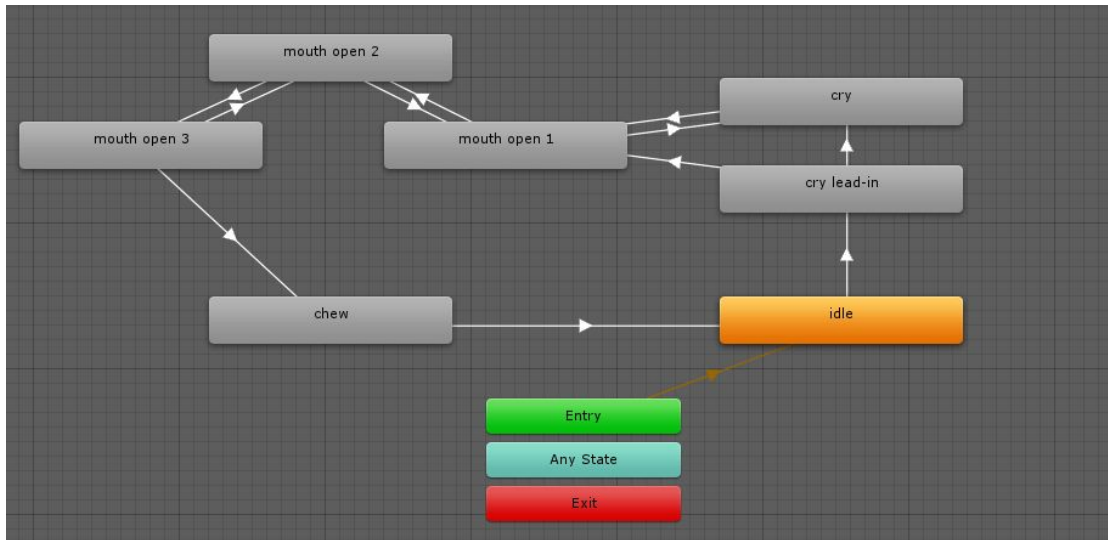 mouth open 2
cry
mouth open 3
mouth open 1
cry lead-in
chew
idle
Entry
Any State
Exit